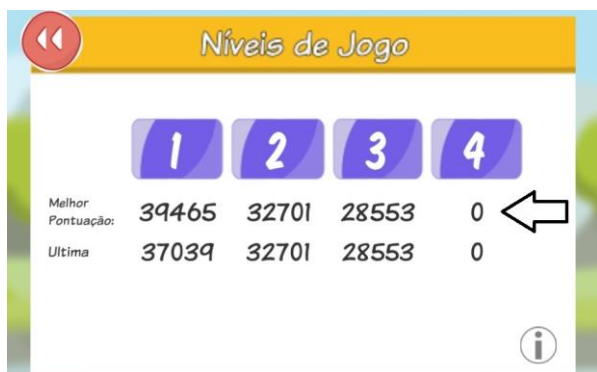 Níveis de Jogo
1 2 3 4
Melhor
Pontuação: 39465 32701 28553 0
Ultima 37039 32701 28553 0
i